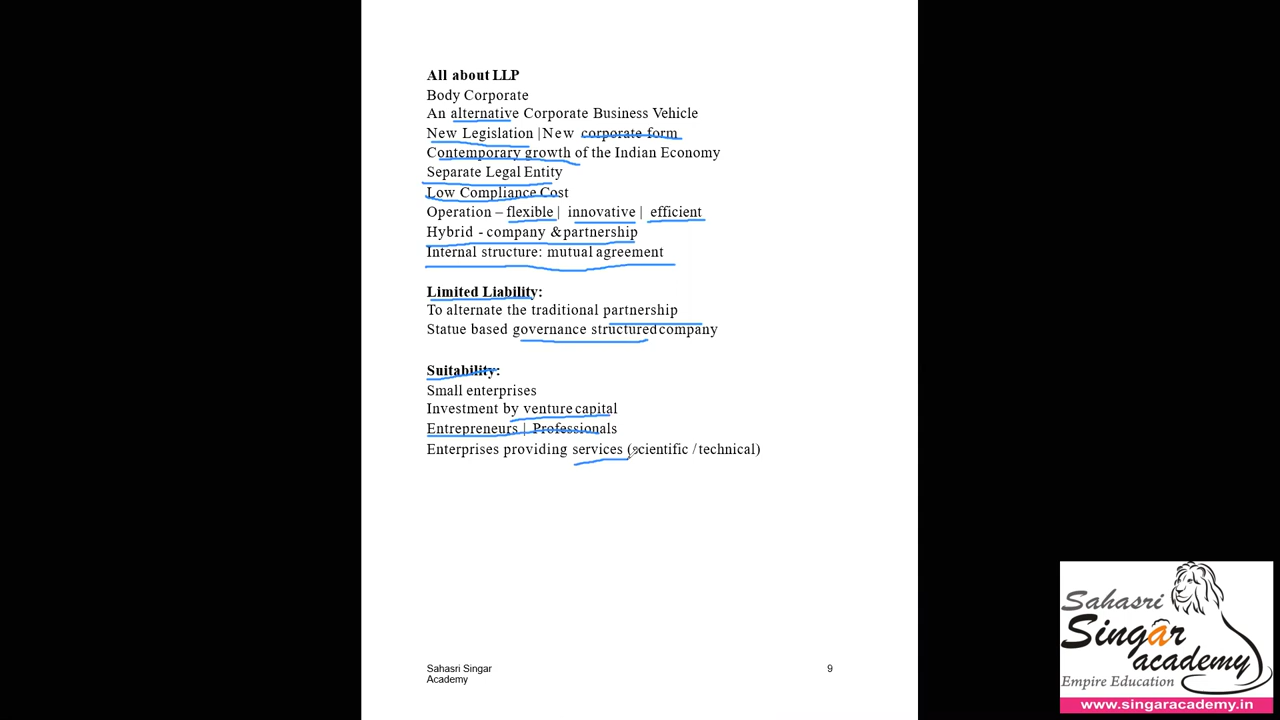 All about LLP
Body Corporate
An alternative Corporate Business Vehicle
New Legislation |New corporate form
Contemporary growth of the Indian Economy
Separate Legal Entity
Low Compliance Cost
Operation – flexible | innovative | efficient
Hybrid - company & partnership
Internal structure: mutual agreement
Limited Liability:
To alternate the traditional partnership
Statue based governance structured company
Suitability:
Small enterprises
Investment by venture capital
Entrepreneurs | Professionals
Enterprises providing services (scientific / technical)
Sahasri Singar
Academy
9
Sahasri
Singar
academy
Empire Education
www.singaracademy.in